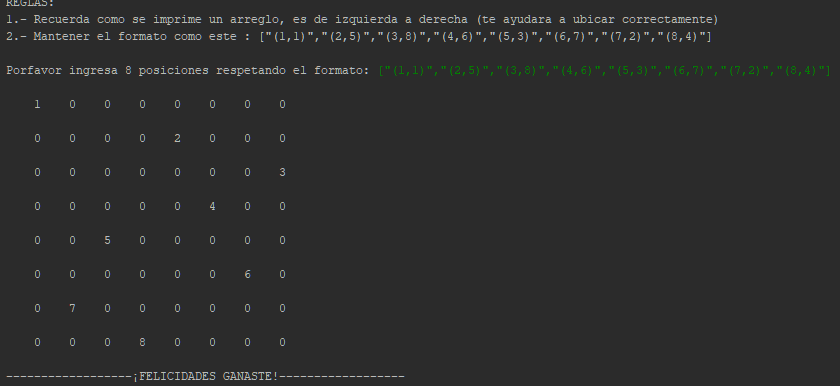 REGLAS:
1.- Recuerda como se imprime un arreglo, es de izquierda a derecha (te ayudara a ubicar correctamente)
2.- Mantener el formato como este : ["(1,1)","(2,5)","(3,8)","(4,6)","(5,3)","(6,7)","(7,2)","(8,4)"]
Porfavor ingresa 8 posiciones respetando el formato: ["(1,1)","(2,5)","(3,8)","(4,6)","(5,3)","(6,7)","(7,2)","(8,4)"]
1 0 0 0 0 0 0 0
0 0 0 0 2 0 0 0
0 0 0 0 0 0 0 3
0 0 0 0 0 4 0 0
0 0 5 0 0 0 0 0
0 0 0 0 0 0 6 0
0 7 0 0 0 0 0 0
0 0 0 8 0 0 0 0
------------------¡FELICIDADES GANASTE!------------------